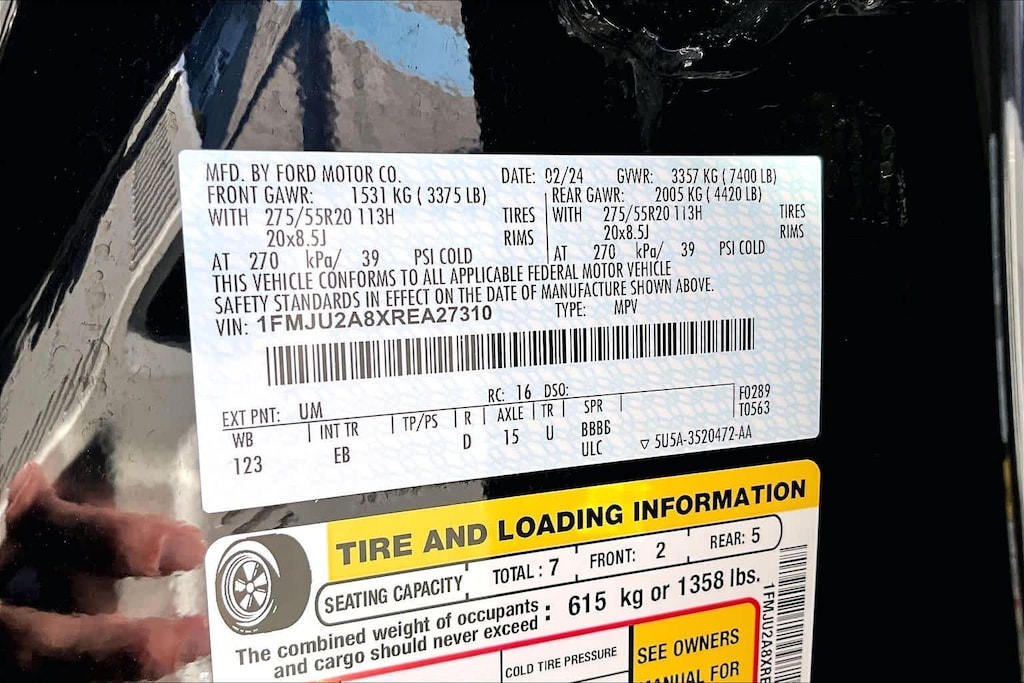 MFD. BY FORD MOTOR CO. DATE: 02/24 GVWR: 3357 KG ( 7400 LB)
FRONT GAWR: 1531 KG ( 3375 LB) REAR GAWR: 2005 KG ( 4420 LB)
WITH 275/55R20 113H TIRES WITH 275/55R20 113H TIRES
20x8.5J RIMS 20x8.5J RIMS
AT 270 kPa/ 39 PSI COLD AT 270 kPa/ 39 PSI COLD
THIS VEHICLE CONFORMS TO ALL APPLICABLE FEDERAL MOTOR VEHICLE
SAFETY STANDARDS IN EFFECT ON THE DATE OF MANUFACTURE SHOWN ABOVE.
VIN: 1FMJU2A8XREA27310 TYPE: MPV
EXT PNT: UM RC: 16 DSO: F0289
WB INT TR TP/PS R AXLE TR SPR T0563
123 EB D 15 U BBBB
ULC ▽ 5U5A-3520472-AA
TIRE AND LOADING INFORMATION
SEATING CAPACITY TOTAL : 7 FRONT: 2 REAR: 5
The combined weight of occupants
and cargo should never exceed : 615 kg or 1358 lbs.
COLD TIRE PRESSURE
SEE OWNERS
MANUAL FOR
1FMJU2A8XRE